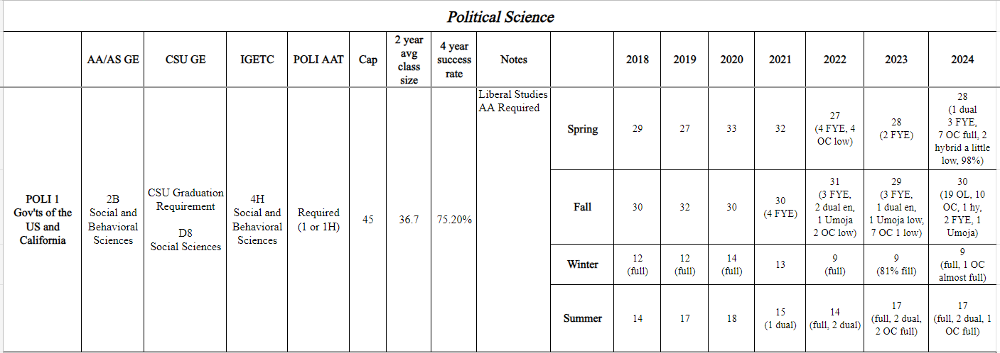 Political Science
AA/AS GE
CSU GE
IGETC
POLI AAT
Cap
2 year
avg
class
size
4 year
success
rate
Notes
2018
2019
2020
2021
2022
2023
2024
POLI 1
Gov'ts of the
US and
California
2B
Social and
Behavioral
Sciences
CSU Graduation
Requirement
D8
Social Sciences
4H
Social and
Behavioral
Sciences
Required
(1 or 1H)
45
36.7
75.20%
Liberal Studies
AA Required
Spring
29
27
33
32
27
(4 FYE, 4
OC low)
28
(2 FYE)
28
(1 dual
3 FYE,
7 OC full, 2
hybrid a little
low, 98%)
Fall
30
32
30
30
(4 FYE)
31
(3 FYE,
2 dual en,
1 Umoja
2 OC low)
29
(3 FYE,
1 dual en,
1 Umoja low,
7 OC 1 low)
30
(19 OL, 10
OC, 1 hy,
2 FYE, 1
Umoja)
Winter
12
(full)
12
(full)
14
(full)
13
9
(full)
9
(81% fill)
9
(full, 1 OC
almost full)
Summer
14
17
18
15
(1 dual)
14
(full, 2 dual)
17
(full, 2 dual,
2 OC full)
17
(full, 2 dual, 1
OC full)